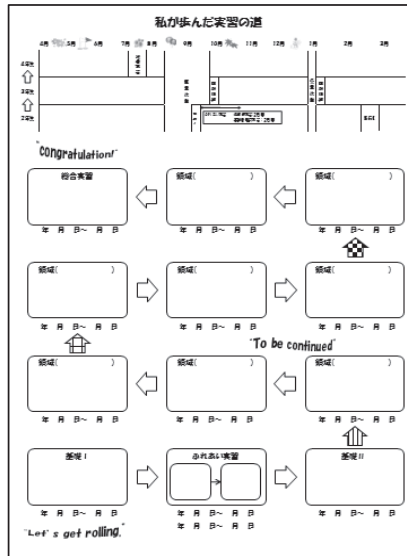 私が歩んだ実習の道
4月 5月 6月 7月 8月 9月 10月 11月 12月 1月 2月 3月
4年生
3年生
2年生
"congratulation!"
総合実習
領域( )
領域( )
年 月 日～ 月 日
年 月 日～ 月 日
年 月 日～ 月 日
領域( )
領域( )
領域( )
年 月 日～ 月 日
年 月 日～ 月 日
年 月 日～ 月 日
"To be continued"
領域( )
領域( )
領域( )
年 月 日～ 月 日
年 月 日～ 月 日
年 月 日～ 月 日
基礎Ⅰ
ふれあい実習
基礎Ⅱ
年 月 日～ 月 日
年 月 日～ 月 日
年 月 日～ 月 日
年 月 日～ 月 日
"Let's get rolling."